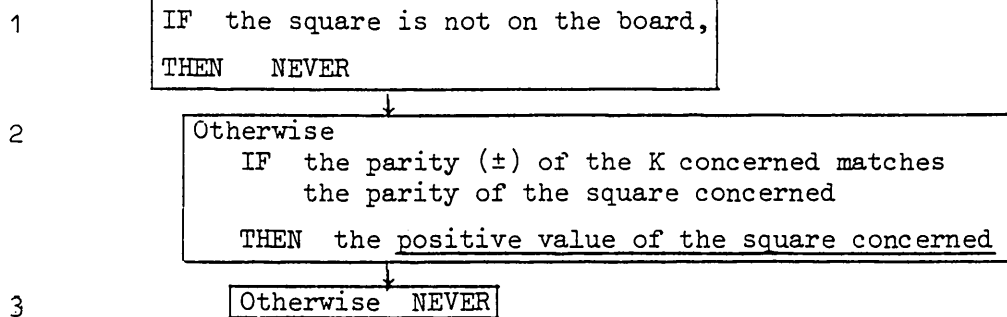 1 IF the square is not on the board,
THEN NEVER
2 Otherwise
IF the parity (±) of the K concerned matches
the parity of the square concerned
THEN the positive value of the square concerned
3 Otherwise NEVER